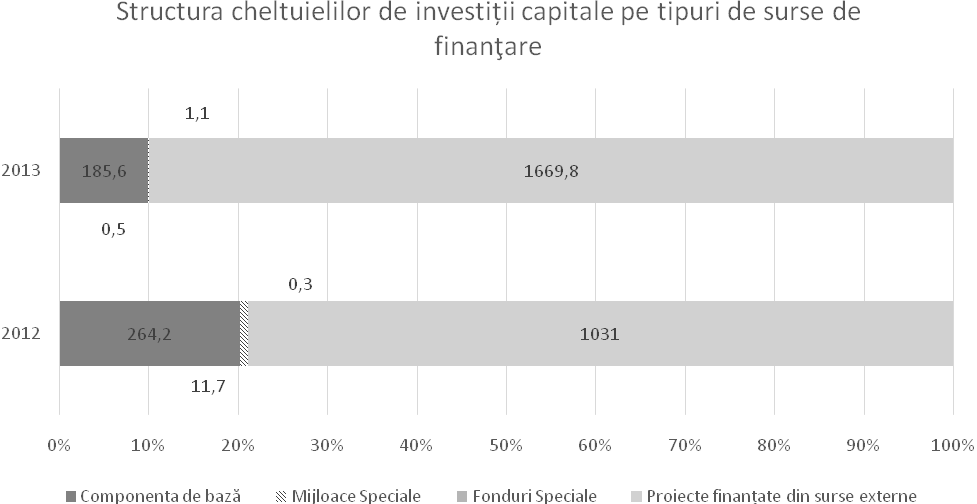 Structura cheltuielilor de investiții capitale pe tipuri de surse de
finanţare
1,1
2013
185,6
1669,8
0,5
0,3
2012
264,2
1031
11,7
0% 10% 20% 30% 40% 50% 60% 70% 80% 90% 100%
Componenta de bază Mijloace Speciale Fonduri Speciale Proiecte finanțate din surse externe